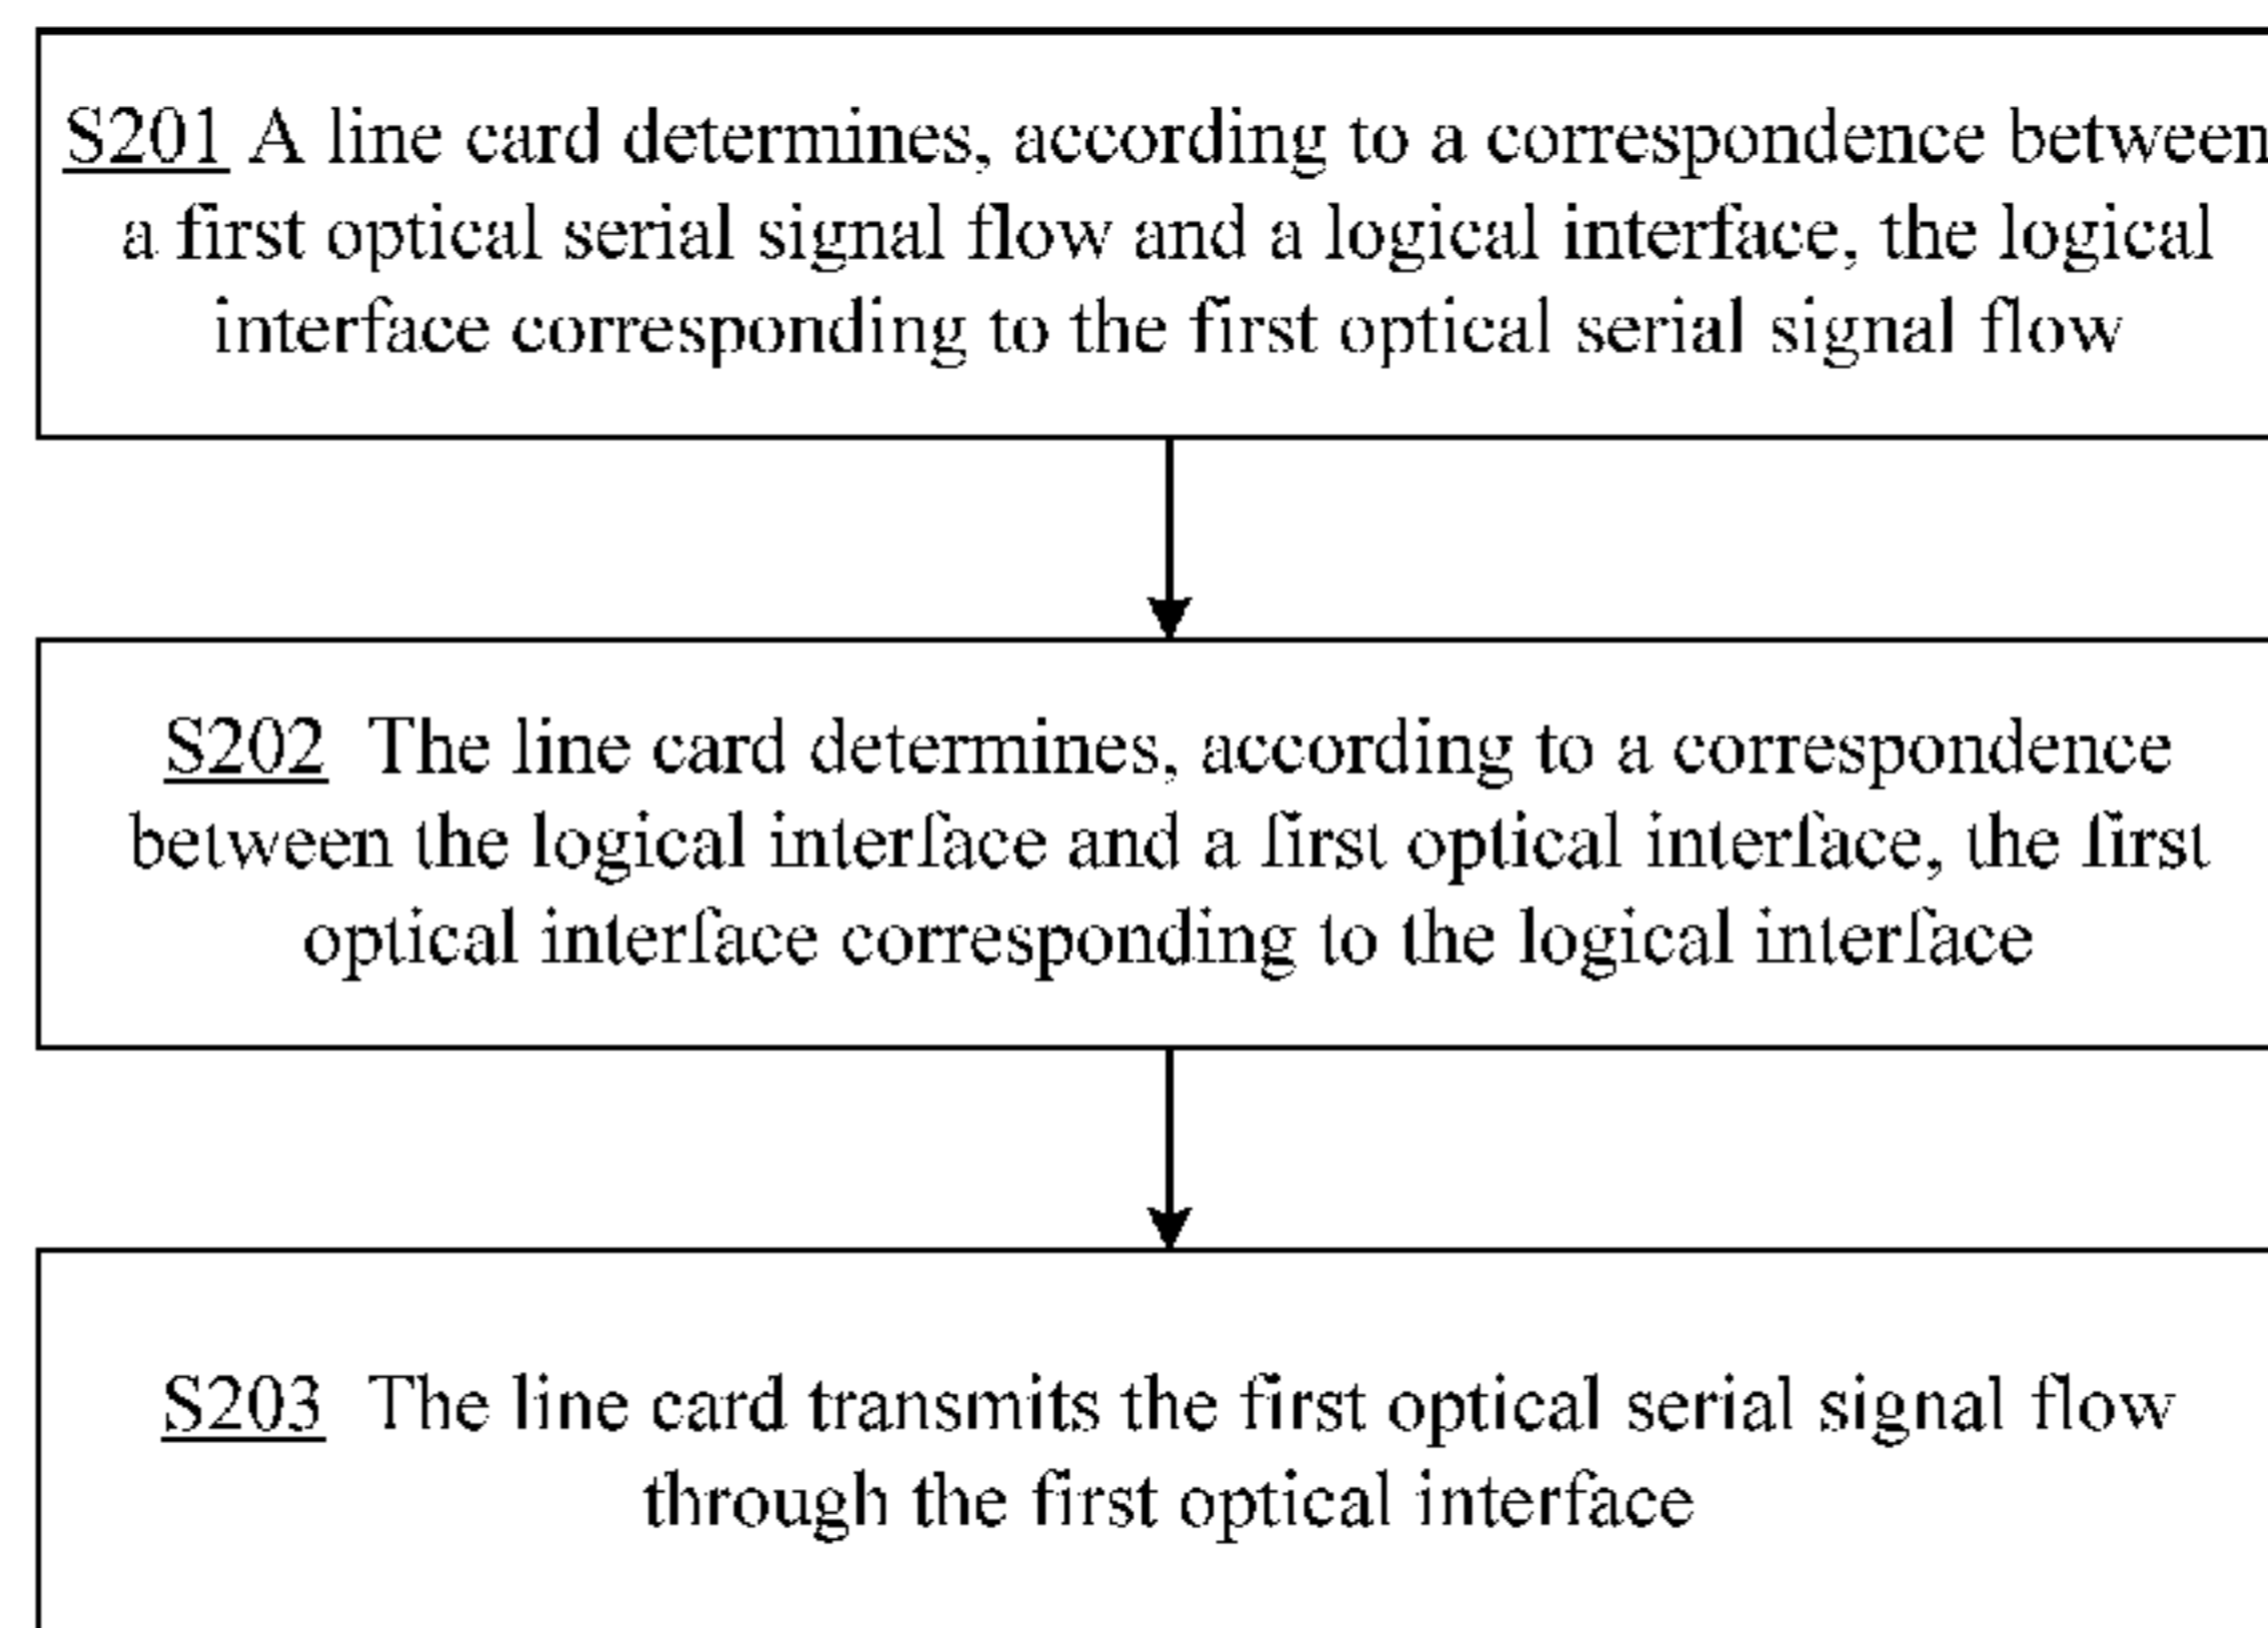 S201 A line card determines, according to a correspondence between
a first optical serial signal flow and a logical interface, the logical
interface corresponding to the first optical serial signal flow
S202 The line card determines, according to a correspondence
between the logical interface and a first optical interface, the first
optical interface corresponding to the logical interface
S203 The line card transmits the first optical serial signal flow
through the first optical interface